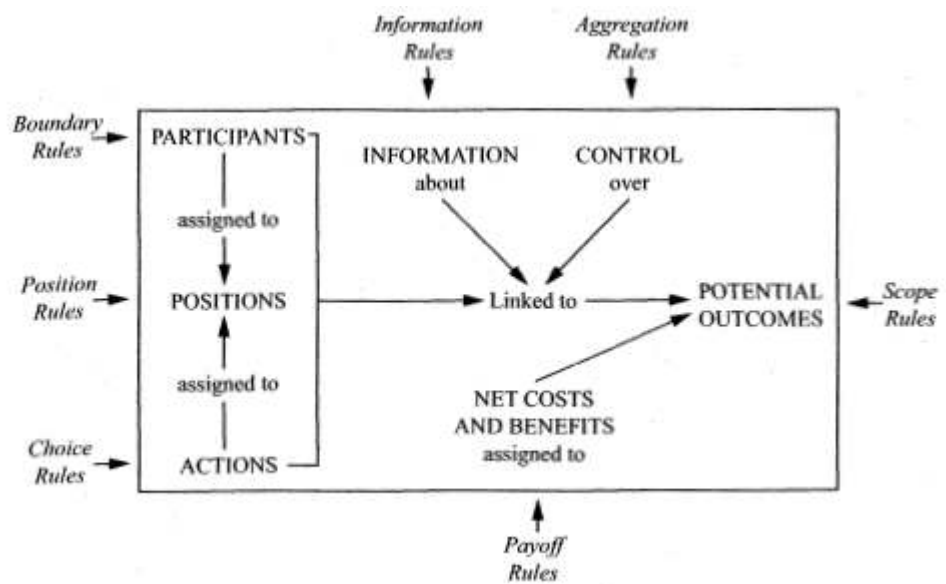 Information
Rules
Aggregation
Rules
Boundary
Rules
PARTICIPANTS
INFORMATION
about
CONTROL
over
assigned to
Position
Rules
POSITIONS
Linked to
POTENTIAL
OUTCOMES
Scope
Rules
assigned to
NET COSTS
AND BENEFITS
assigned to
Choice
Rules
ACTIONS
Payoff
Rules